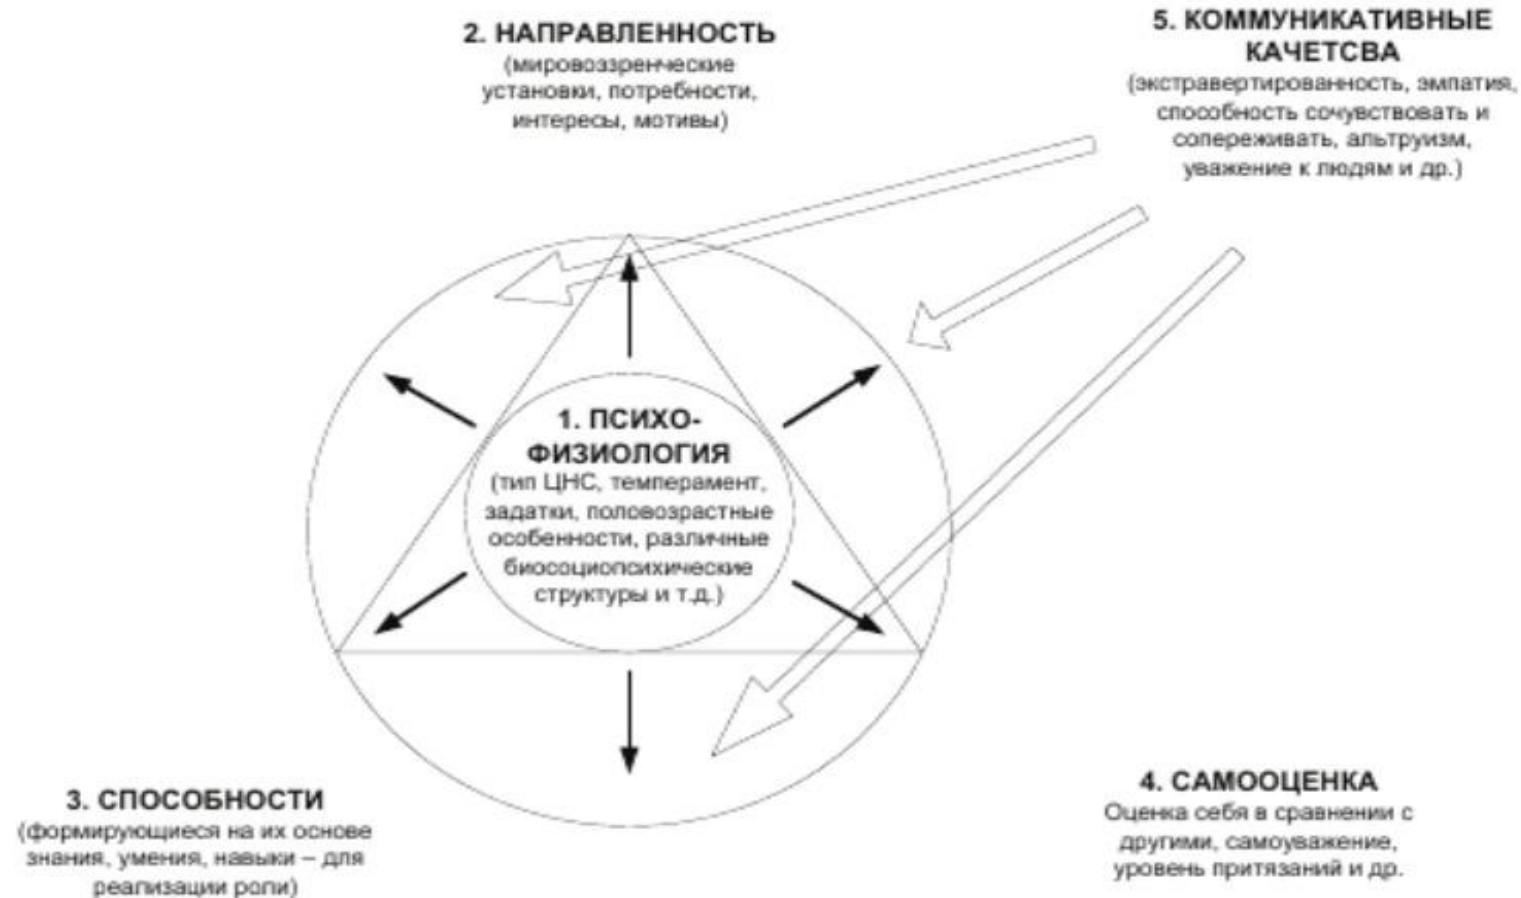 2. НАПРАВЛЕННОСТЬ
(мировоззренческие
установки, потребности,
интересы, мотивы)
5. КОММУНИКАТИВНЫЕ
КАЧЕТСВА
(экстравертированность, эмпатия,
способность сочувствовать и
сопереживать, альтруизм,
уважение к людям и др.)
1. ПСИХО-
ФИЗИОЛОГИЯ
(тип ЦНС, темперамент,
задатки, половозрастные
особенности, различные
биосоциопсихические
структуры и т.д.)
3. СПОСОБНОСТИ
(формирующиеся на их основе
знания, умения, навыки – для
реализации роли)
4. САМООЦЕНКА
Оценка себя в сравнении с
другими, самоуважение,
уровень притязаний и др.